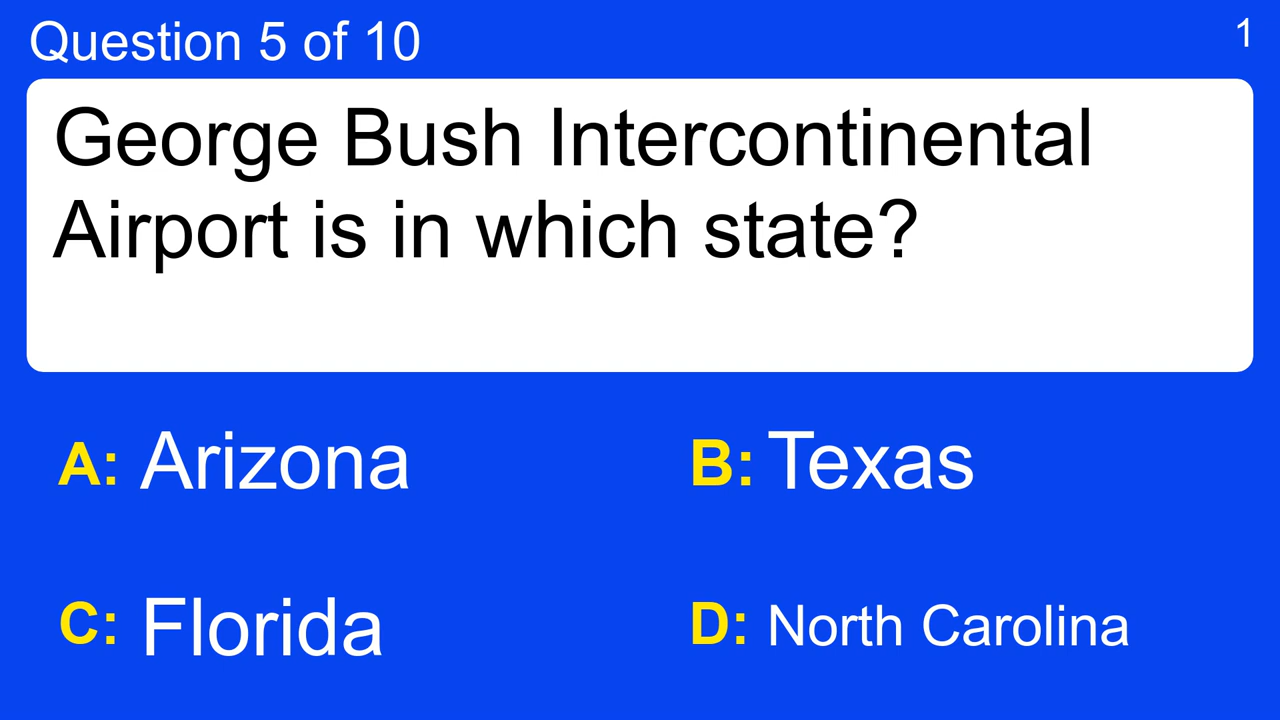 Question 5 of 10
1
George Bush Intercontinental
Airport is in which state?
A: Arizona
B: Texas
C: Florida
D: North Carolina